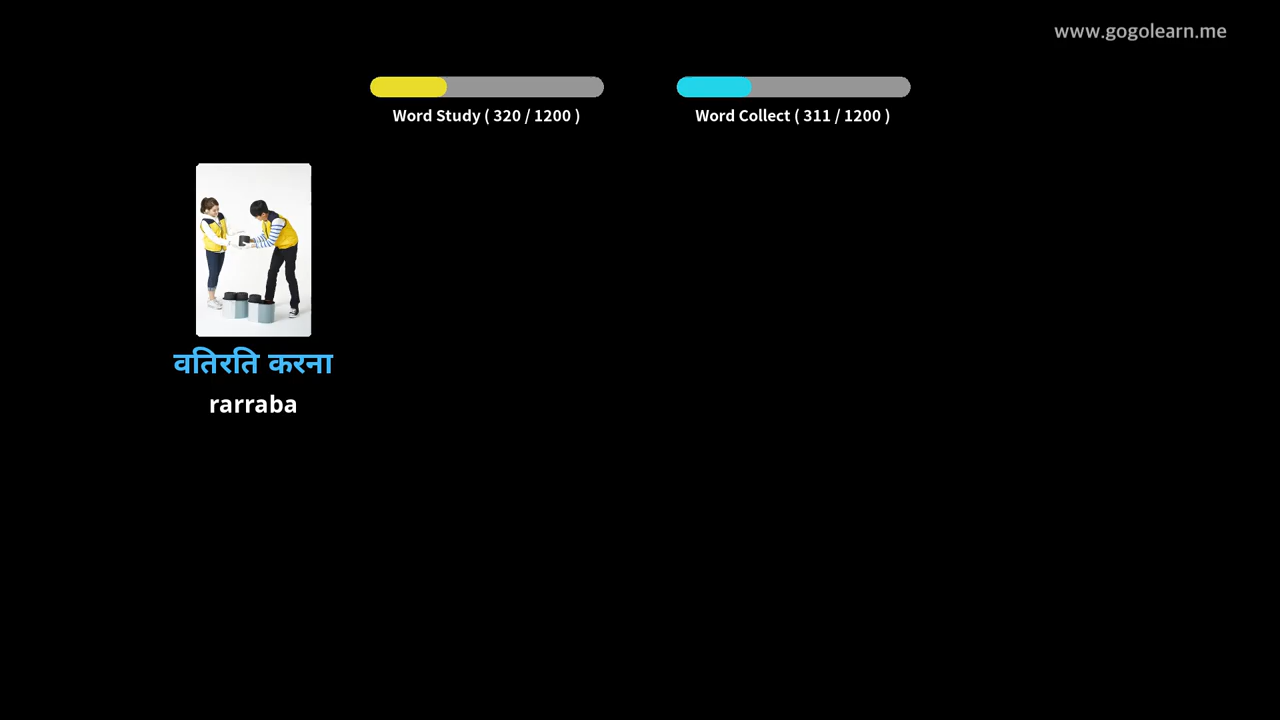 www.gogolearn.me
Word Study ( 320 / 1200 )
Word Collect ( 311 / 1200 )
वतिरति करना
rarraba